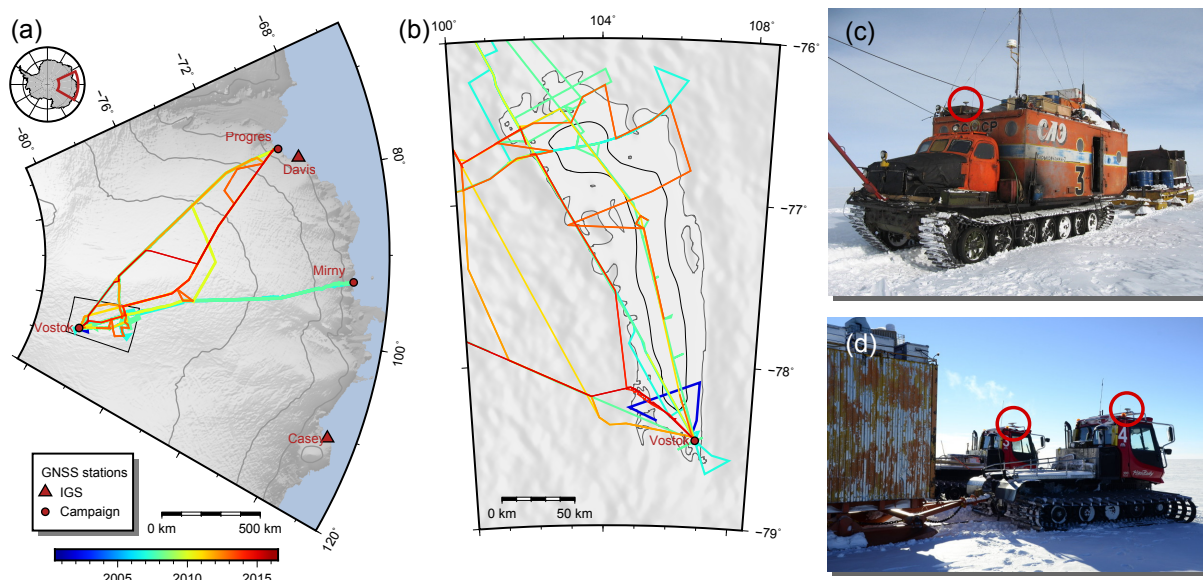 (a)
−68°
−72°
−76°
−80°
Progres
Davis
80°
Mirny
Vostok
100°
Casey
120°
GNSS stations
IGS
Campaign
0 km 500 km
2005 2010 2015
(b)
100° 104° 108°
−76°
−77°
−78°
Vostok
0 km 50 km
−79°
(c)
САЭ
3
(d)
4